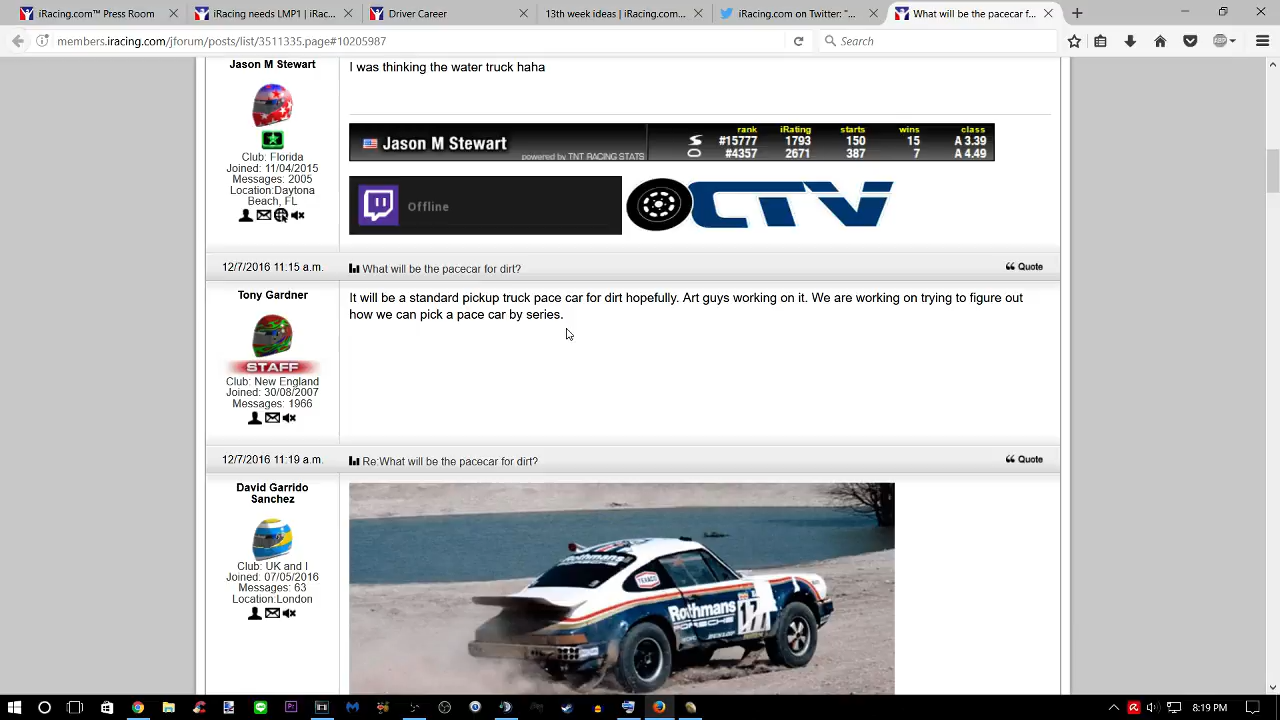 iRacing.com™ Press Room
iRacing needs LMP1 | iRac...
Driver Career
13th week ideas | iRacing.com...
iRacing.com on Twitter: "...
What will be the pacecar f...
members.iracing.com/jforum/posts/list/3511335.page#10205987
Search
ABP
Jason M Stewart
I was thinking the water truck haha
rank iRating starts wins class
Jason M Stewart
#15777 1793 150 15 A 3.39
#4357 2671 387 7 A 4.49
powered by TNT RACING STATS
Club: Florida
Joined: 11/04/2015
Messages: 2005
Location:Daytona
Beach, FL
Offline
CTV
12/7/2016 11.15 a.m.
What will be the pacecar for dirt?
Quote
Tony Gardner
It will be a standard pickup truck pace car for dirt hopefully. Art guys working on it. We are working on trying to figure out
how we can pick a pace car by series.
STAFF
Club: New England
Joined: 30/08/2007
Messages: 1966
12/7/2016 11:19 a.m.
Re:What will be the pacecar for dirt?
Quote
David Garrido
Sanchez
Club: UK and I
Joined: 07/05/2016
Messages: 63
Location:London
Rothmans
TEXACO
Rothmans
PORSCHE
DUNLOP
8:19 PM